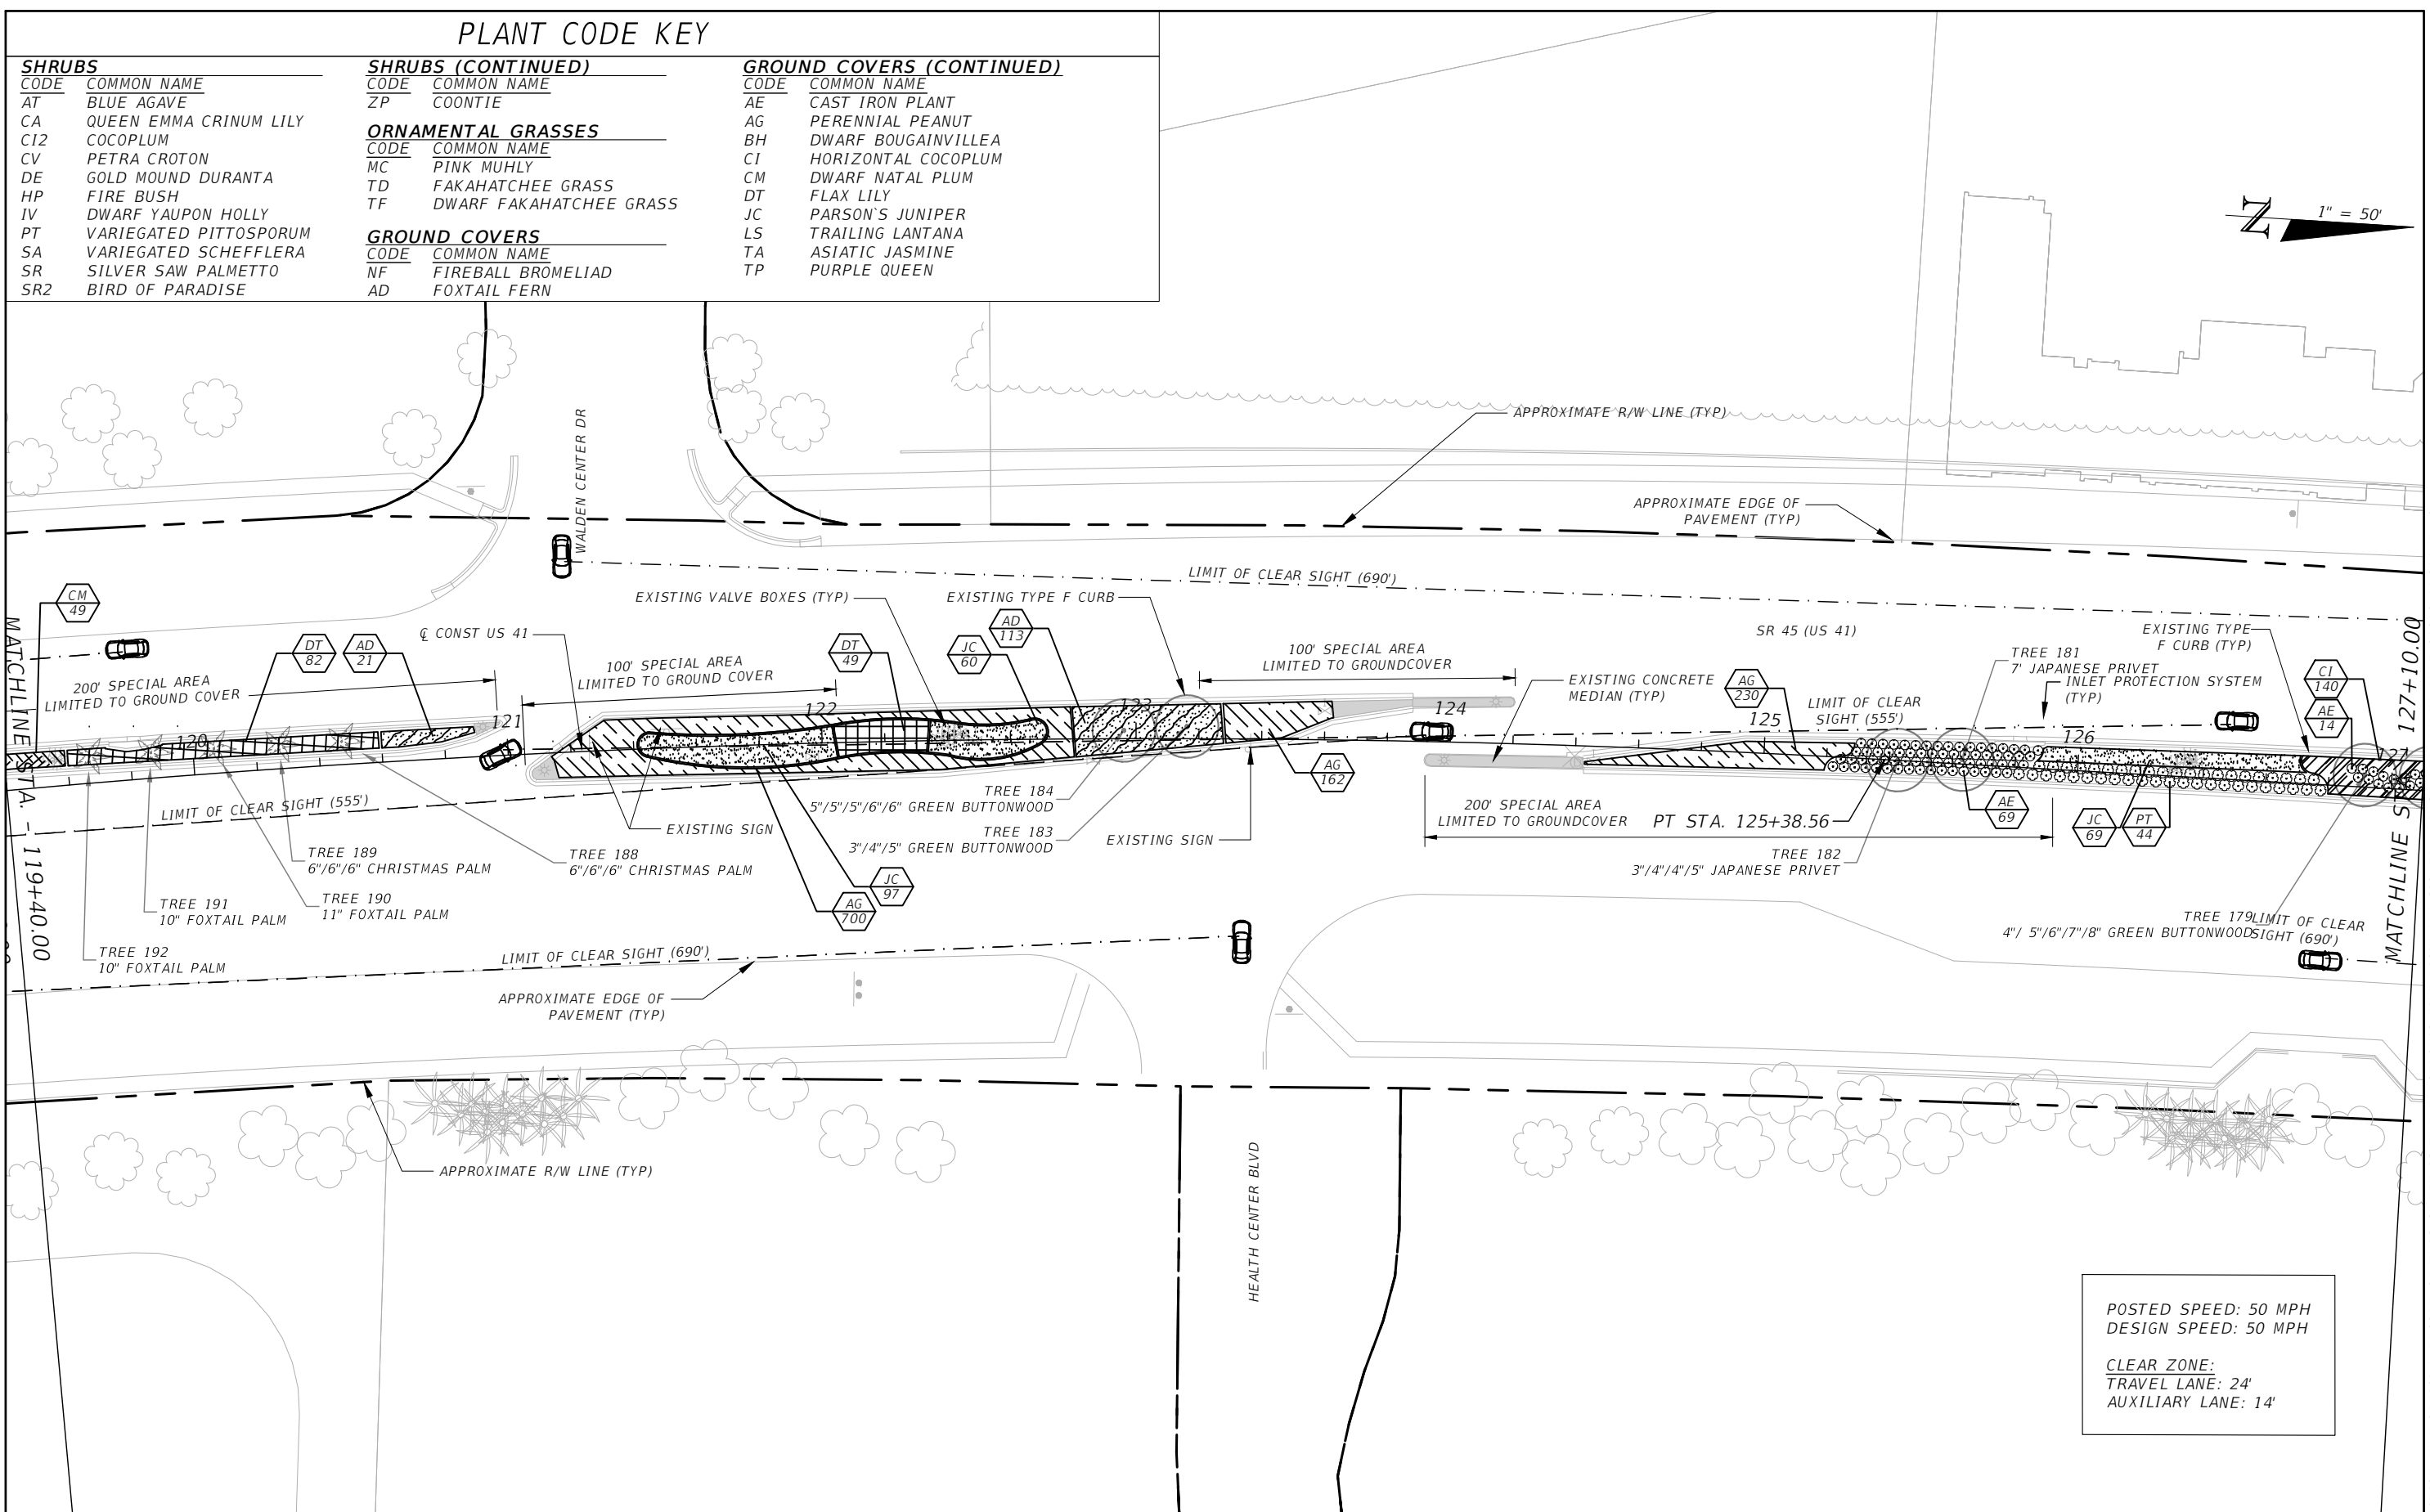 PLANT CODE KEY
SHRUBS
CODE COMMON NAME
AT BLUE AGAVE
CA QUEEN EMMA CRINUM LILY
CI2 COCOPLUM
CV PETRA CROTON
DE GOLD MOUND DURANTA
HP FIRE BUSH
IV DWARF YAUPON HOLLY
PT VARIEGATED PITTOSPORUM
SA VARIEGATED SCHEFFLERA
SR SILVER SAW PALMETTO
SR2 BIRD OF PARADISE
SHRUBS (CONTINUED)
CODE COMMON NAME
ZP COONTIE
ORNAMENTAL GRASSES
CODE COMMON NAME
MC PINK MUHLY
TD FAKAHATCHEE GRASS
TF DWARF FAKAHATCHEE GRASS
GROUND COVERS
CODE COMMON NAME
NF FIREBALL BROMELIAD
AD FOXTAIL FERN
GROUND COVERS (CONTINUED)
CODE COMMON NAME
AE CAST IRON PLANT
AG PERENNIAL PEANUT
BH DWARF BOUGAINVILLEA
CI HORIZONTAL COCOPLUM
CM DWARF NATAL PLUM
DT FLAX LILY
JC PARSON`S JUNIPER
LS TRAILING LANTANA
TA ASIATIC JASMINE
TP PURPLE QUEEN
N
1" = 50'
WALDEN CENTER DR
APPROXIMATE R/W LINE (TYP)
APPROXIMATE EDGE OF
PAVEMENT (TYP)
LIMIT OF CLEAR SIGHT (690')
CM
49
MATCHLINE STA. - 119+40.00
200' SPECIAL AREA
LIMITED TO GROUND COVER
DT
82
AD
21
℄ CONST US 41
EXISTING VALVE BOXES (TYP)
100' SPECIAL AREA
LIMITED TO GROUND COVER
DT
49
EXISTING TYPE F CURB
JC
60
AD
113
100' SPECIAL AREA
LIMITED TO GROUNDCOVER
EXISTING CONCRETE
MEDIAN (TYP)
AG
230
SR 45 (US 41)
LIMIT OF CLEAR
SIGHT (555')
TREE 181
7' JAPANESE PRIVET
INLET PROTECTION SYSTEM
(TYP)
EXISTING TYPE
F CURB (TYP)
CI
140
AE
14
MATCHLINE STA. 127+10.00
120
121
122
123
124
125
126
127
LIMIT OF CLEAR SIGHT (555')
TREE 192
10" FOXTAIL PALM
TREE 191
10" FOXTAIL PALM
TREE 190
11" FOXTAIL PALM
TREE 189
6"/6"/6" CHRISTMAS PALM
TREE 188
6"/6"/6" CHRISTMAS PALM
EXISTING SIGN
AG
700
JC
97
TREE 184
5"/5"/5"/6"/6" GREEN BUTTONWOOD
TREE 183
3"/4"/5" GREEN BUTTONWOOD
EXISTING SIGN
AG
162
200' SPECIAL AREA
LIMITED TO GROUNDCOVER
PT STA. 125+38.56
TREE 182
3"/4"/4"/5" JAPANESE PRIVET
AE
69
JC
69
PT
44
TREE 179
4"/ 5"/6"/7"/8" GREEN BUTTONWOOD
LIMIT OF CLEAR
SIGHT (690')
LIMIT OF CLEAR SIGHT (690')
APPROXIMATE EDGE OF
PAVEMENT (TYP)
APPROXIMATE R/W LINE (TYP)
HEALTH CENTER BLVD
POSTED SPEED: 50 MPH
DESIGN SPEED: 50 MPH
CLEAR ZONE:
TRAVEL LANE: 24'
AUXILIARY LANE: 14'